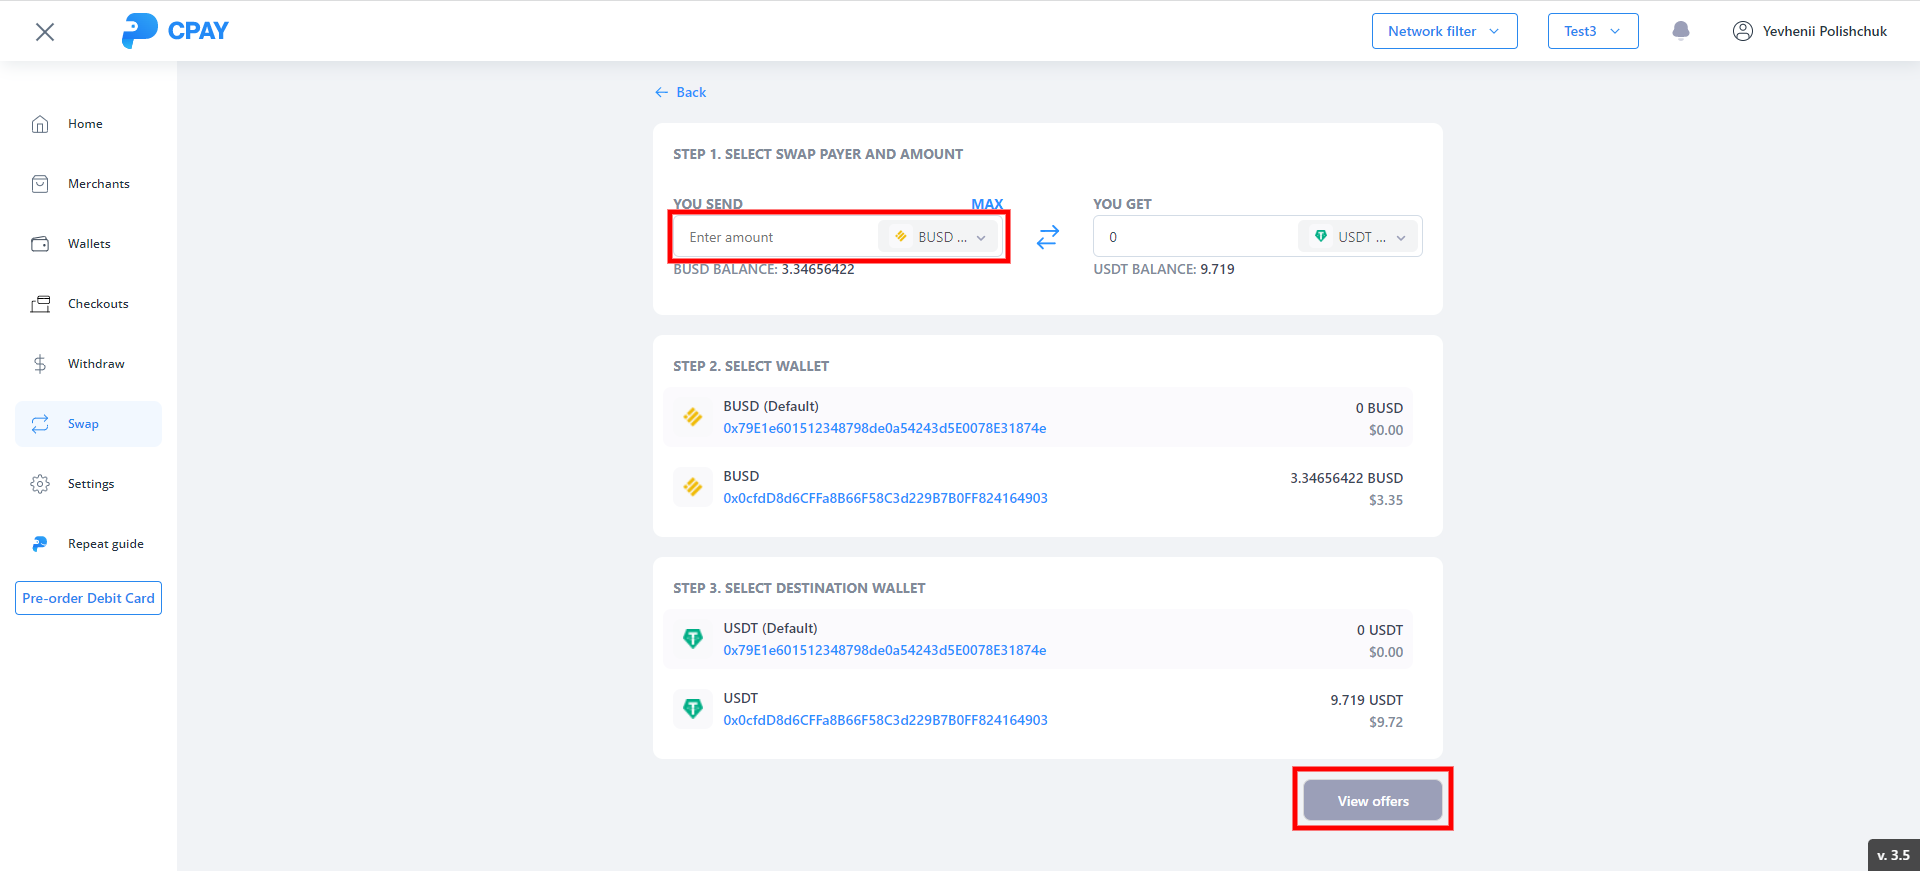 CPAY
Network filter
Test3
Yevhenii Polishchuk
Home
Merchants
Wallets
Checkouts
Withdraw
Swap
Settings
Repeat guide
Pre-order Debit Card
Back
STEP 1. SELECT SWAP PAYER AND AMOUNT
YOU SEND MAX
Enter amount BUSD ...
BUSD BALANCE: 3.34656422
YOU GET
0 USDT ...
USDT BALANCE: 9.719
STEP 2. SELECT WALLET
BUSD (Default) 0 BUSD
0x79E1e601512348798de0a54243d5E0078E31874e $0.00
BUSD 3.34656422 BUSD
0x0cfdD8d6CFFa8B66F58C3d229B7B0FF824164903 $3.35
STEP 3. SELECT DESTINATION WALLET
USDT (Default) 0 USDT
0x79E1e601512348798de0a54243d5E0078E31874e $0.00
USDT 9.719 USDT
0x0cfdD8d6CFFa8B66F58C3d229B7B0FF824164903 $9.72
View offers
v. 3.5